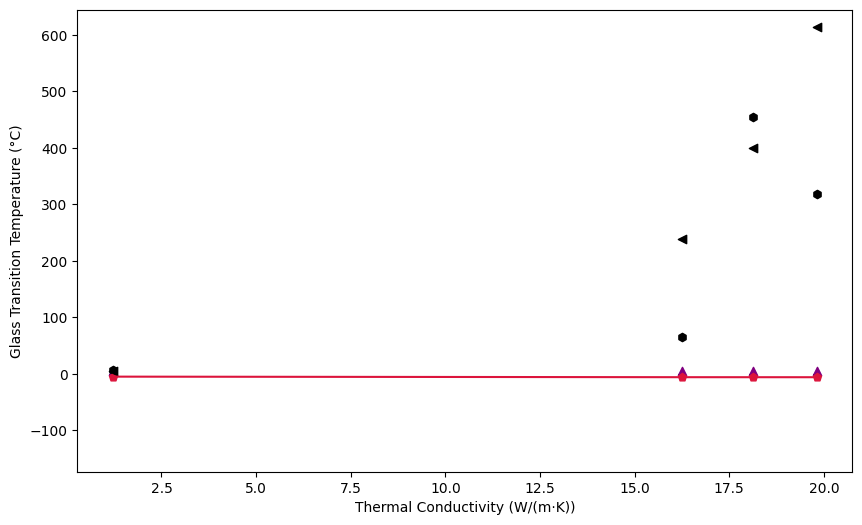 600
500
400
300
200
100
0
−100
Glass Transition Temperature (°C)
2.5 5.0 7.5 10.0 12.5 15.0 17.5 20.0
Thermal Conductivity (W/(m·K))